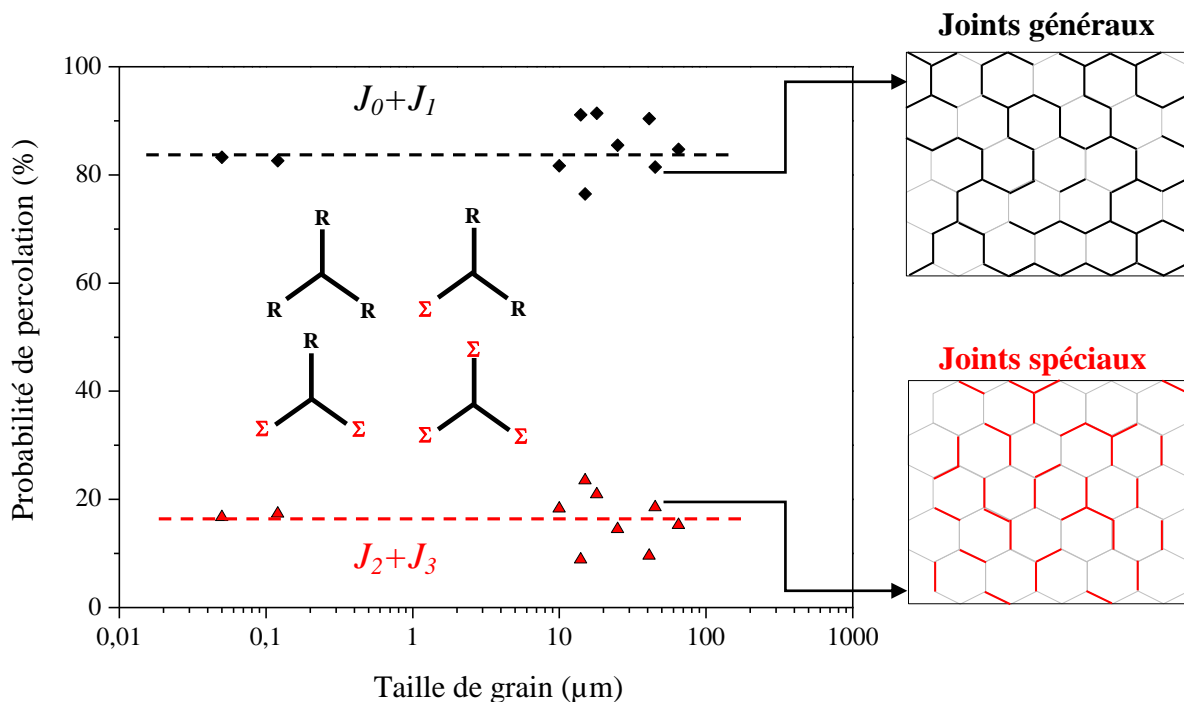 Joints généraux
100
80
60
40
20
0
Probabilité de percolation (%)
J0+J1
R
R
R
R
Σ
R
R
Σ
Σ
Σ
Σ
Σ
J2+J3
0,01
0,1
1
10
100
1000
Taille de grain (µm)
Joints spéciaux